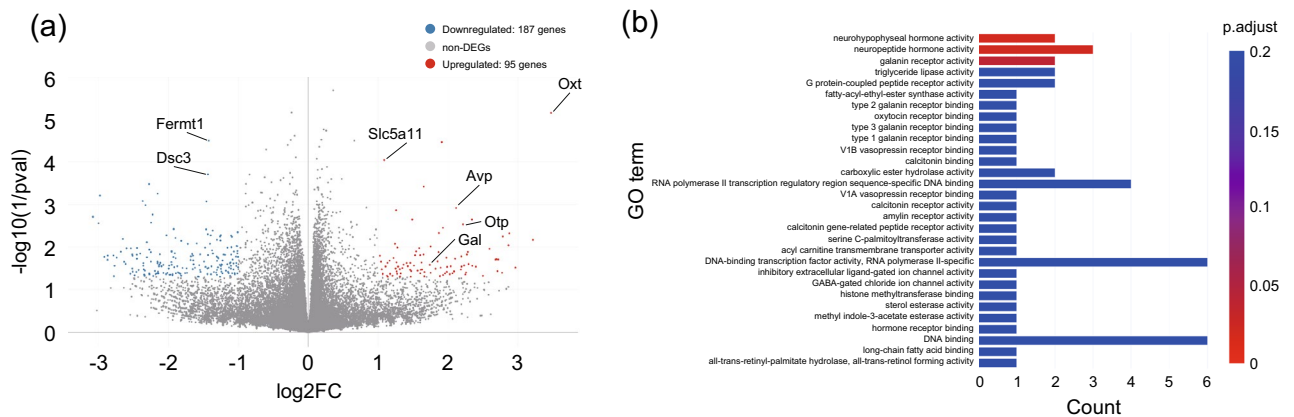 (a)
Downregulated: 187 genes
non-DEGs
Upregulated: 95 genes
6
5
4
3
2
1
0
-log10(1/pval)
-3
-2
-1
0
1
2
3
log2FC
Oxt
Fermt1
Slc5a11
Dsc3
Avp
Otp
Gal
(b)
GO term
neurohypophyseal hormone activity
neuropeptide hormone activity
galanin receptor activity
triglyceride lipase activity
G protein-coupled peptide receptor activity
fatty-acyl-ethyl-ester synthase activity
type 2 galanin receptor binding
oxytocin receptor binding
type 3 galanin receptor binding
type 1 galanin receptor binding
V1B vasopressin receptor binding
calcitonin binding
carboxylic ester hydrolase activity
RNA polymerase II transcription regulatory region sequence-specific DNA binding
V1A vasopressin receptor binding
calcitonin receptor activity
amylin receptor activity
calcitonin gene-related peptide receptor activity
serine C-palmitoyltransferase activity
acyl carnitine transmembrane transporter activity
DNA-binding transcription factor activity, RNA polymerase II-specific
inhibitory extracellular ligand-gated ion channel activity
GABA-gated chloride ion channel activity
histone methyltransferase binding
sterol esterase activity
methyl indole-3-acetate esterase activity
hormone receptor binding
DNA binding
long-chain fatty acid binding
all-trans-retinyl-palmitate hydrolase, all-trans-retinol forming activity
0
1
2
3
4
5
6
Count
p.adjust
0.2
0.15
0.1
0.05
0